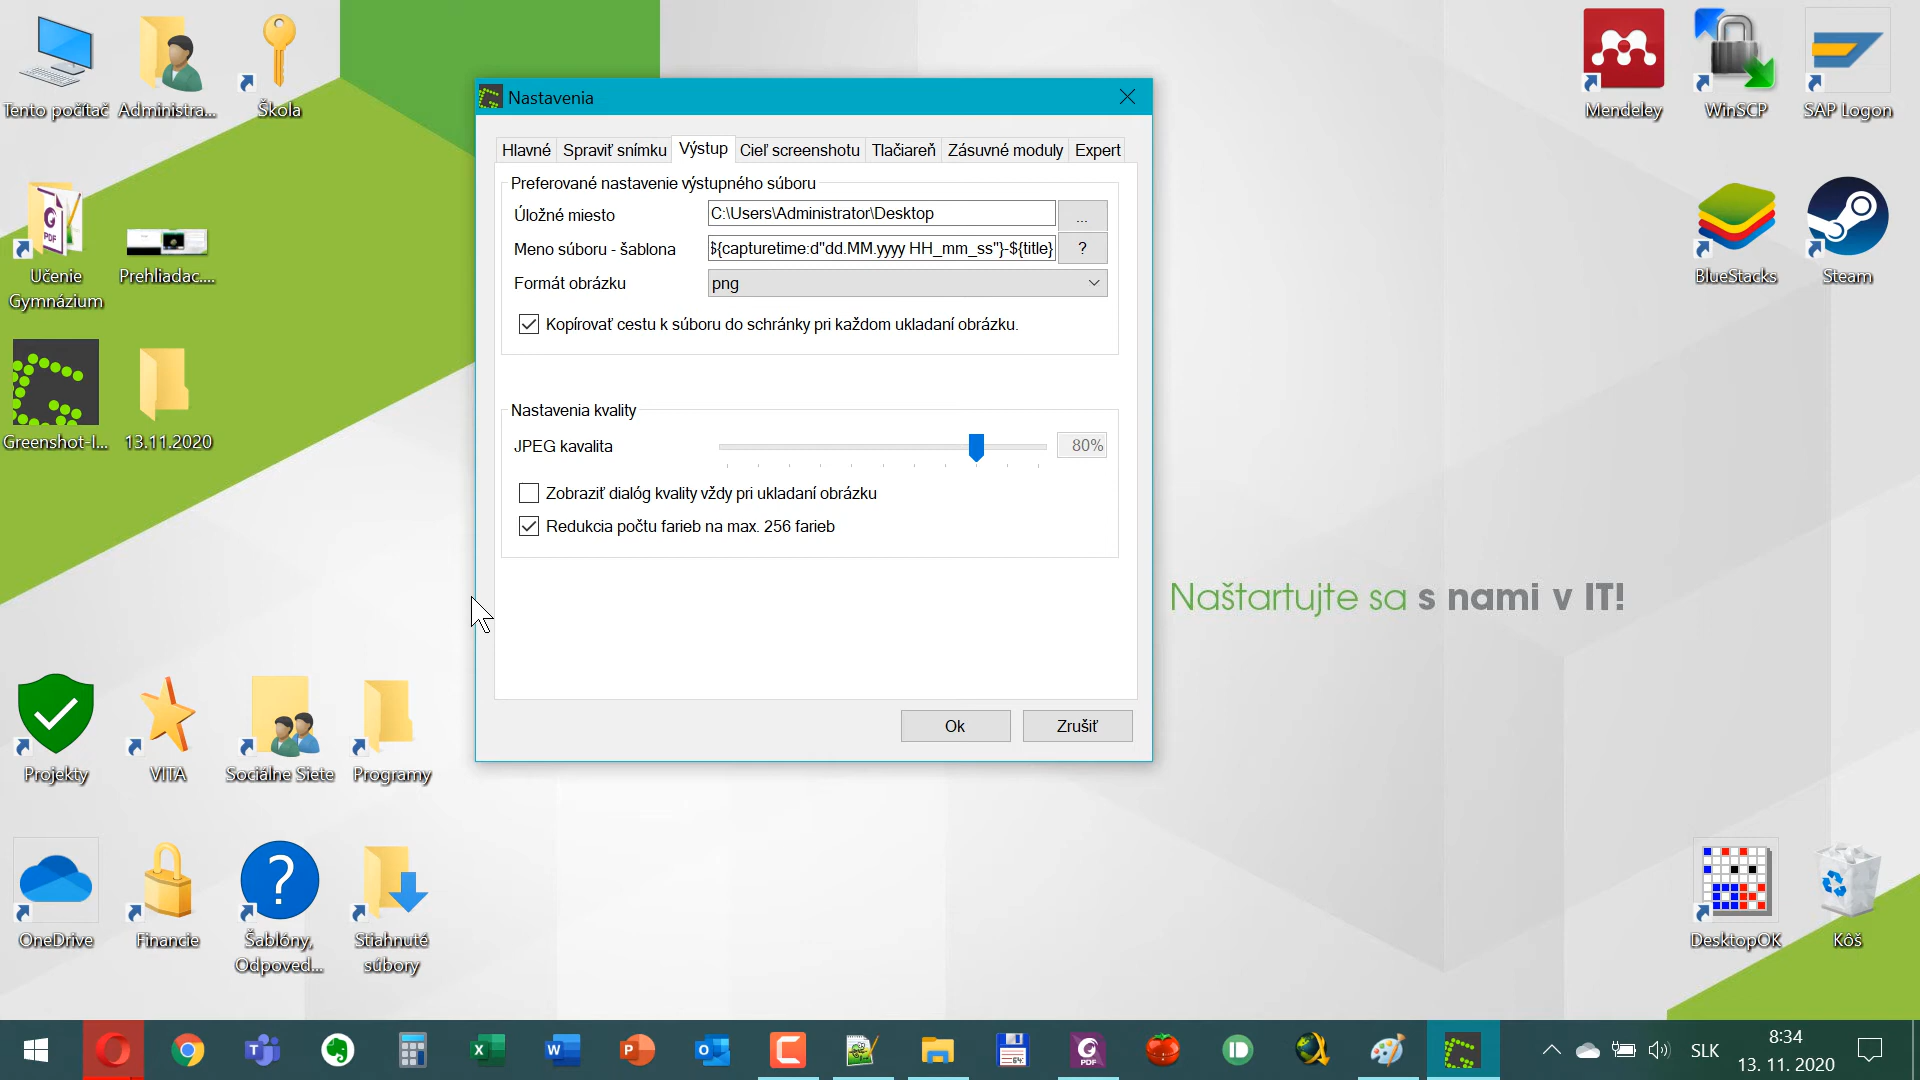 Tento počítač
Administra...
Škola
Mendeley
WinSCP
SAP Logon
Nastavenia
Hlavné
Spraviť snímku
Výstup
Cieľ screenshotu
Tlačiareň
Zásuvné moduly
Expert
Preferované nastavenie výstupného súboru
Úložné miesto
C:\Users\Administrator\Desktop
...
Meno súboru - šablona
${capturetime:d"dd.MM.yyyy HH_mm_ss"}-${title}
?
Formát obrázku
png
Kopírovať cestu k súboru do schránky pri každom ukladaní obrázku.
Nastavenia kvality
JPEG kavalita
80%
Zobraziť dialóg kvality vždy pri ukladaní obrázku
Redukcia počtu farieb na max. 256 farieb
Ok
Zrušiť
PDF
Učenie
Gymnázium
Prehliadac....
BlueStacks
Steam
Greenshot-I...
13.11.2020
Naštartujte sa s nami v IT!
Projekty
VITA
Sociálne Siete
Programy
OneDrive
Financie
Šablóny,
Odpoved...
Stiahnuté
súbory
DesktopOK
Kôš
64
PDF
SLK
8:34
13. 11. 2020